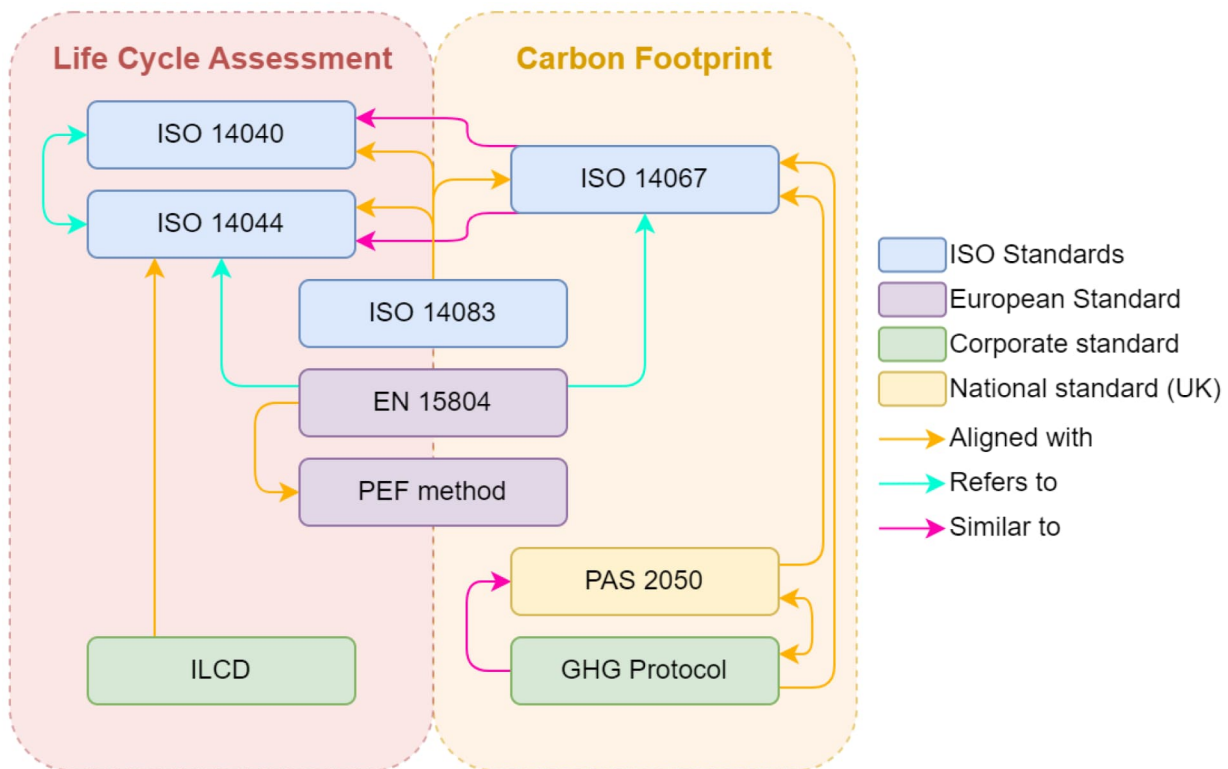 Life Cycle Assessment
Carbon Footprint
ISO 14040
ISO 14067
ISO 14044
ISO 14083
EN 15804
PEF method
PAS 2050
ILCD
GHG Protocol
ISO Standards
European Standard
Corporate standard
National standard (UK)
Aligned with
Refers to
Similar to